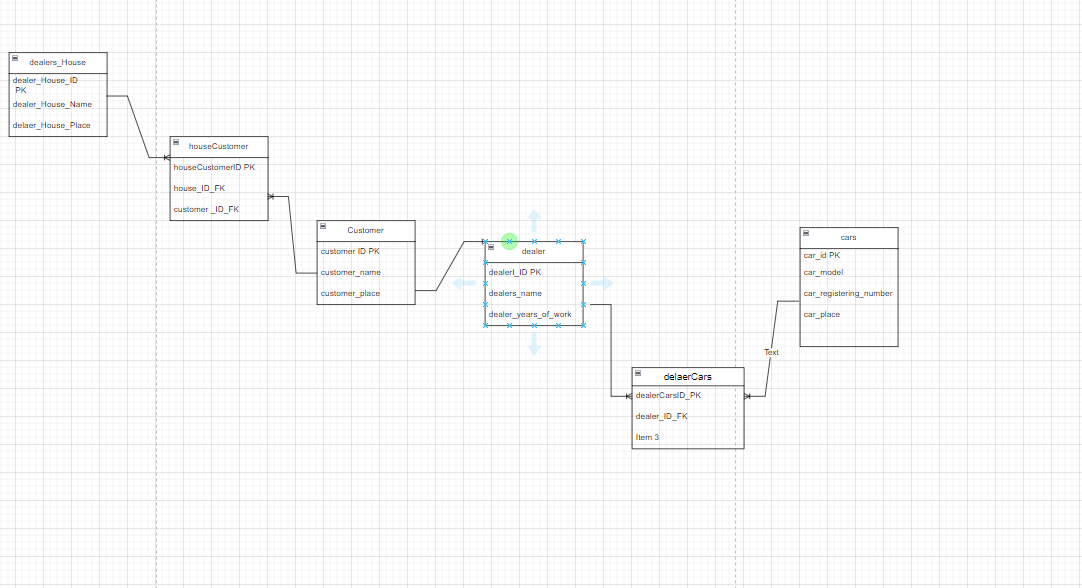 dealers_House
dealer_House_ID
PK
dealer_House_Name
delaer_House_Place
houseCustomer
houseCustomerID PK
house_ID_FK
customer _ID_FK
Customer
customer ID PK
customer_name
customer_place
dealer
dealerI_ID PK
dealers_name
dealer_years_of_work
cars
car_id PK
car_model
car_registering_number
car_place
Text
delaerCars
dealerCarsID_PK
dealer_ID_FK
Item 3